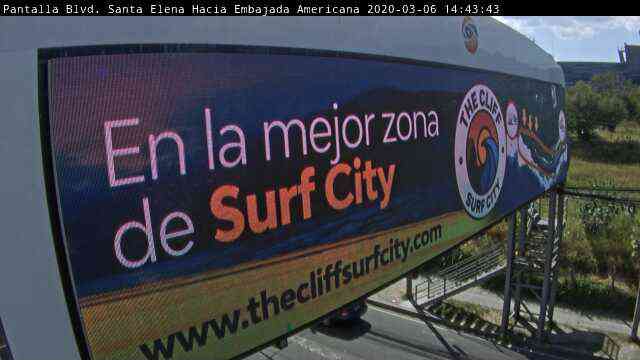 Pantalla Blvd. Santa Elena Hacia Embajada Americana 2020-03-06 14:43:43
En la mejor zona
de Surf City
THE CLIFF
SURF CITY
www.thecliffsurfcity.com